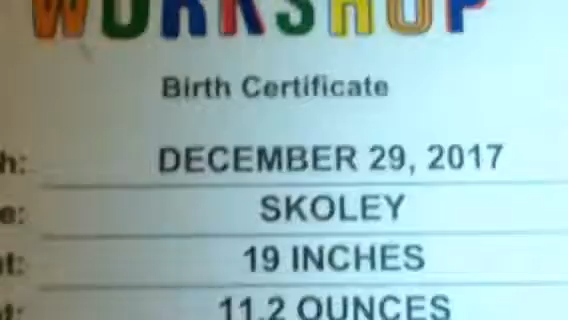 WORKSHOP
Birth Certificate
h: DECEMBER 29, 2017
e: SKOLEY
t: 19 INCHES
t: 11.2 OUNCES